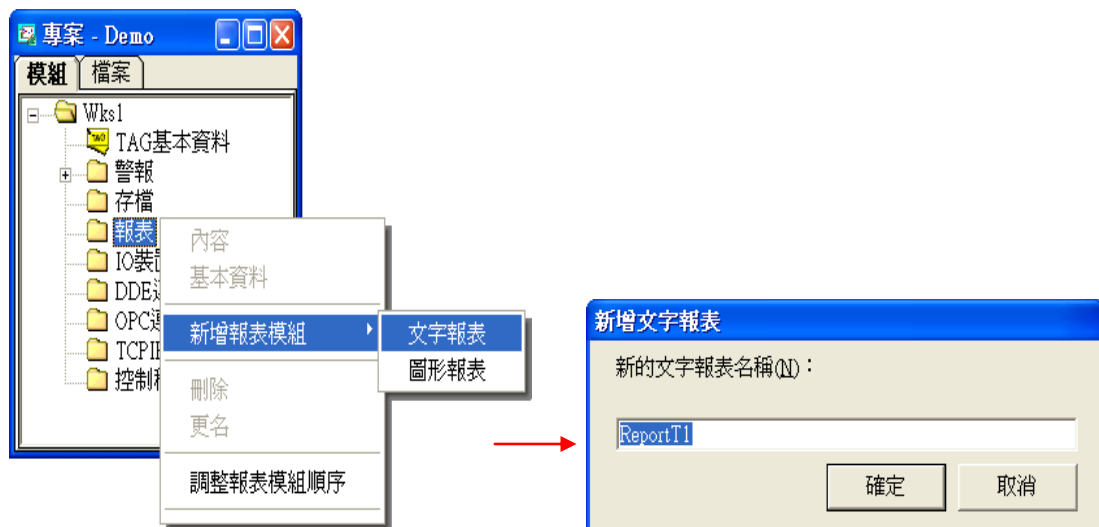 專案 - Demo
模組 檔案
Wks1
TAG基本資料
警報
存檔
報表
IO裝
DDE
OPC
TCPIP
控制
內容
基本資料
新增報表模組
刪除
更名
調整報表模組順序
文字報表
圖形報表
新增文字報表
新的文字報表名稱(N)：
ReportT1
確定 取消